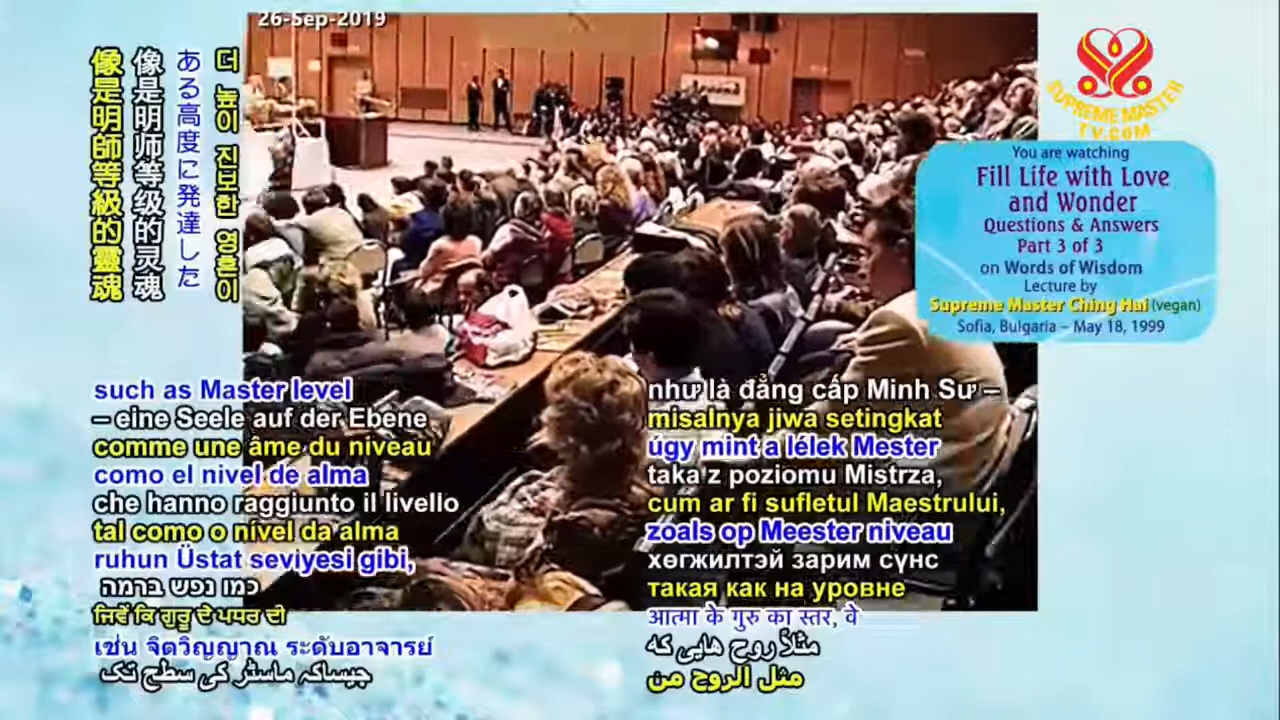 26-Sep-2019
像是明師等級的靈魂
像是明师等级的灵魂
ある高度に発達した
더 높이 진보한 영혼이
SUPREME MASTER
TV.COM
You are watching
Fill Life with Love
and Wonder
Questions & Answers
Part 3 of 3
on Words of Wisdom
Lecture by
Supreme Master Ching Hai (vegan)
Sofia, Bulgaria – May 18, 1999
such as Master level
– eine Seele auf der Ebene
comme une âme du niveau
como el nivel de alma
che hanno raggiunto il livello
tal como o nível da alma
ruhun Üstat seviyesi gibi,
כמו נפש ברמה
ਜਿਵੇਂ ਕਿ ਗੁਰੂ ਦੇ ਪਧਰ ਦੀ
เช่น จิตวิญญาณ ระดับอาจารย์
جیساکہ ماسٹر کی سطح تک
như là đẳng cấp Minh Sư –
misalnya jiwa setingkat
úgy mint a lélek Mester
taka z poziomu Mistrza,
cum ar fi sufletul Maestrului,
zoals op Meester niveau
хөгжилтэй зарим сүнс
такая как на уровне
आत्मा के गुरु का स्तर, वे
مثلاً روح هایی که
مثل الروح من